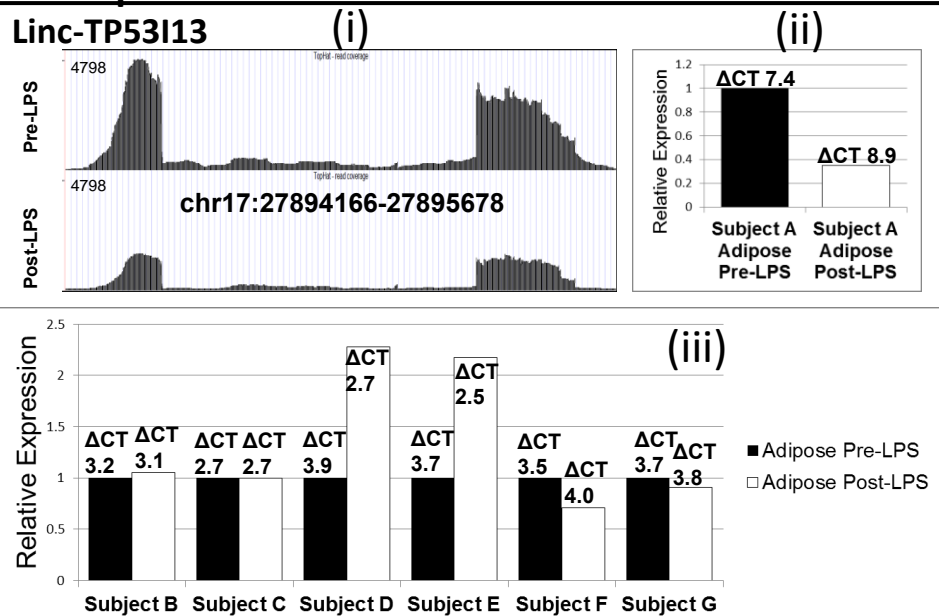 Linc-TP53I13
(i)
TopHat - read coverage
4798
Pre-LPS
TopHat - read coverage
4798
chr17:27894166-27895678
Post-LPS
(ii)
Relative Expression
1.2
1
0.8
0.6
0.4
0.2
0
ΔCT 7.4
ΔCT 8.9
Subject A Subject A
Adipose Adipose
Pre-LPS Post-LPS
(iii)
Relative Expression
2.5
2
1.5
1
0.5
0
ΔCT ΔCT ΔCT ΔCT ΔCT ΔCT ΔCT ΔCT ΔCT ΔCT ΔCT ΔCT
3.2 3.1 2.7 2.7 3.9 2.7 3.7 2.5 3.5 4.0 3.7 3.8
Subject B Subject C Subject D Subject E Subject F Subject G
Adipose Pre-LPS
Adipose Post-LPS